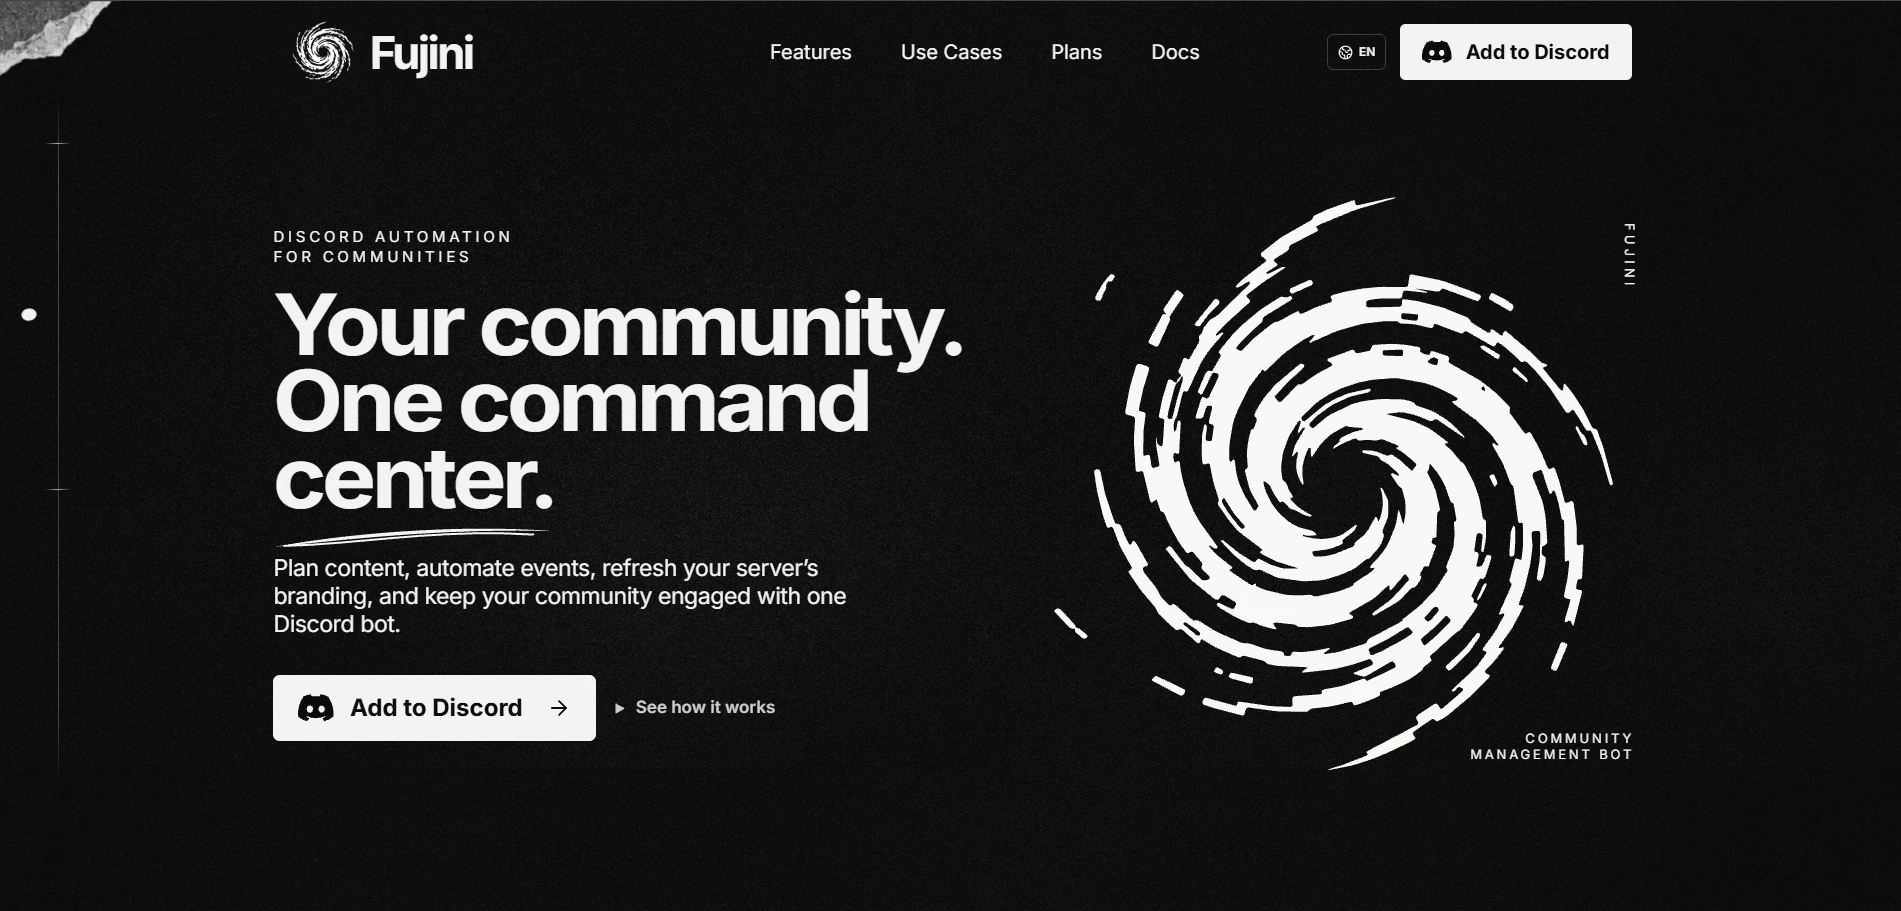 Fujini
Features
Use Cases
Plans
Docs
EN
Add to Discord
DISCORD AUTOMATION
FOR COMMUNITIES
Your community.
One command
center.
Plan content, automate events, refresh your server’s
branding, and keep your community engaged with one
Discord bot.
Add to Discord →
▶ See how it works
FUJINI
COMMUNITY
MANAGEMENT BOT